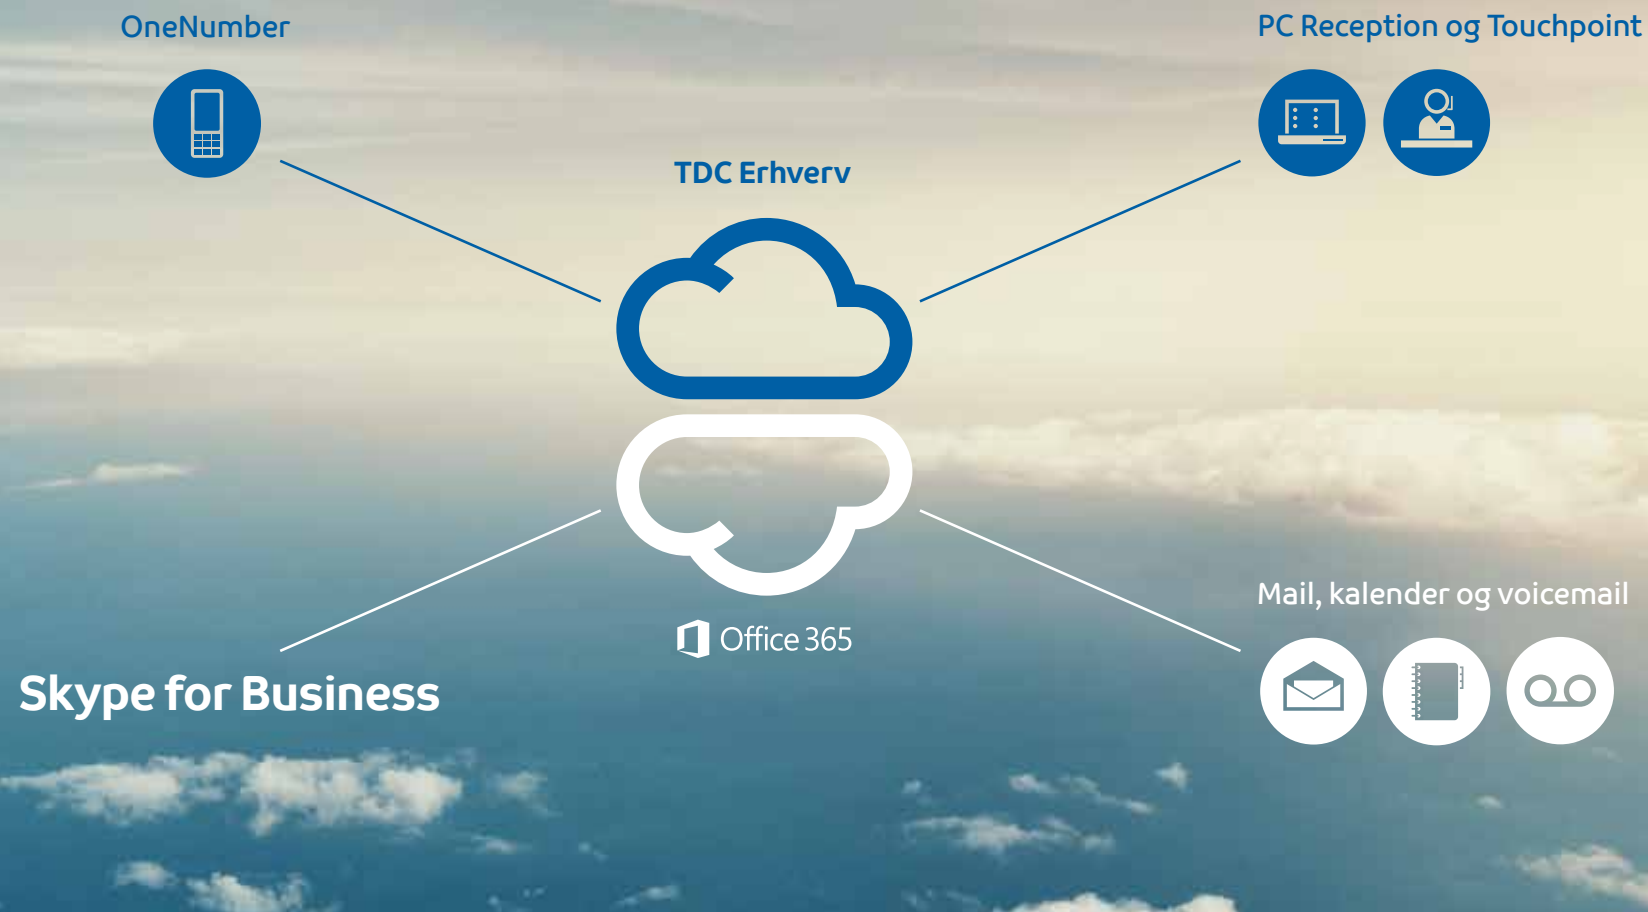 OneNumber
PC Reception og Touchpoint
TDC Erhverv
Office 365
Skype for Business
Mail, kalender og voicemail